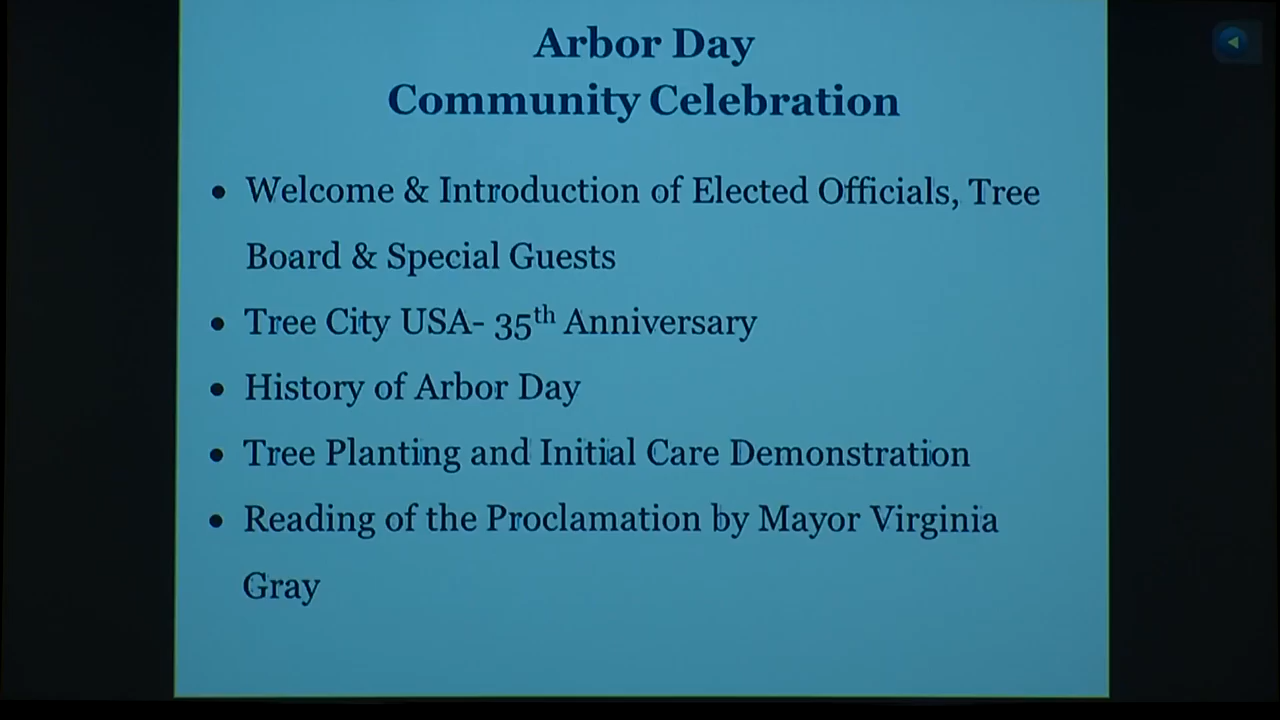 Arbor Day
Community Celebration
• Welcome & Introduction of Elected Officials, Tree
Board & Special Guests
• Tree City USA- 35th Anniversary
• History of Arbor Day
• Tree Planting and Initial Care Demonstration
• Reading of the Proclamation by Mayor Virginia
Gray